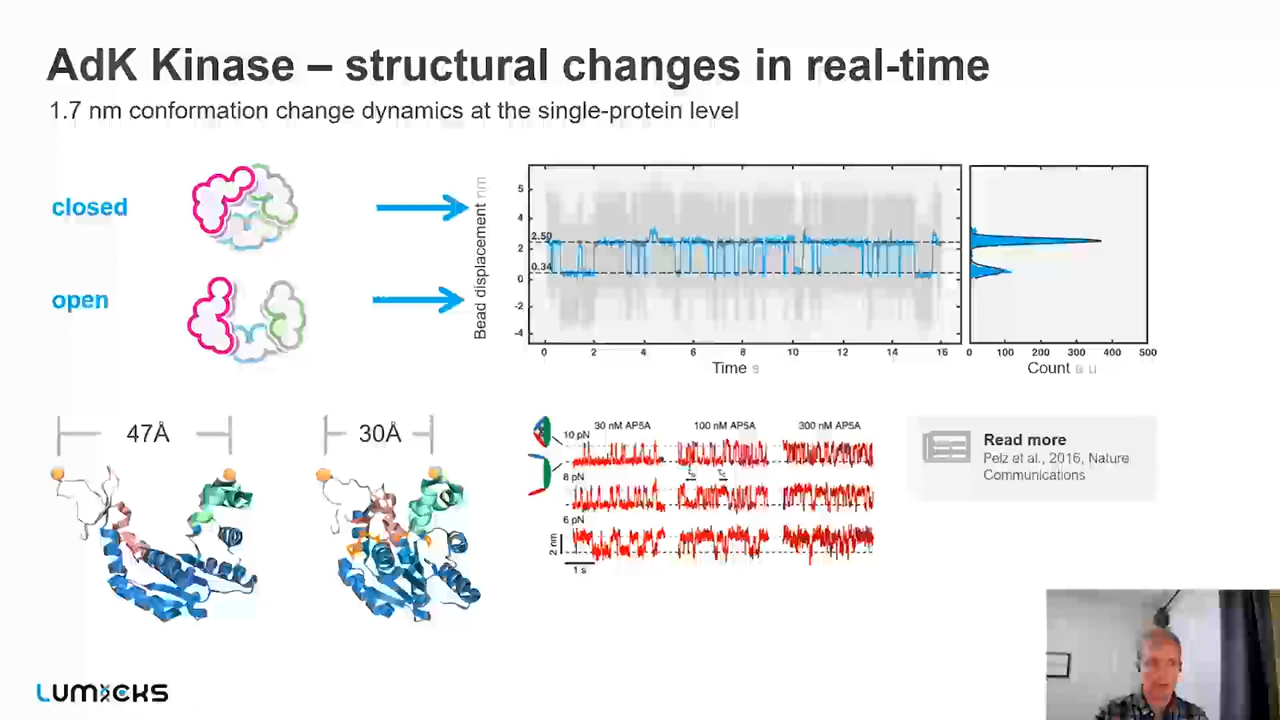 AdK Kinase – structural changes in real-time
1.7 nm conformation change dynamics at the single-protein level
closed
open
Bead displacement nm
5
4
2.50
2
0.34
0
-2
-4
0 2 4 6 8 10 12 14 16
Time s
0 100 200 300 400 500
Count a u
47Å
30Å
30 nM AP5A 100 nM AP5A 300 nM AP5A
10 pN
8 pN
6 pN
2 nm
1 s
Read more
Pelz et al., 2016, Nature
Communications
LUMICKS